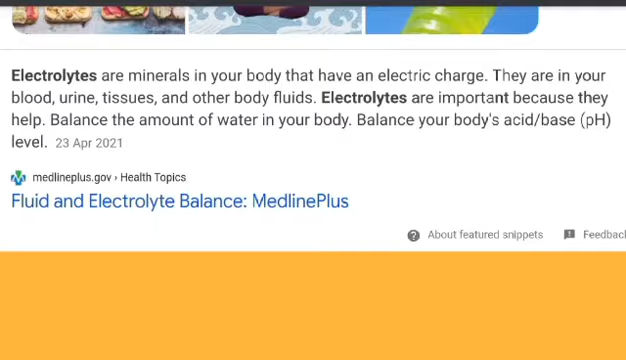 Electrolytes are minerals in your body that have an electric charge. They are in your
blood, urine, tissues, and other body fluids. Electrolytes are important because they
help. Balance the amount of water in your body. Balance your body's acid/base (pH)
level. 23 Apr 2021
medlineplus.gov › Health Topics
Fluid and Electrolyte Balance: MedlinePlus
About featured snippets Feedback